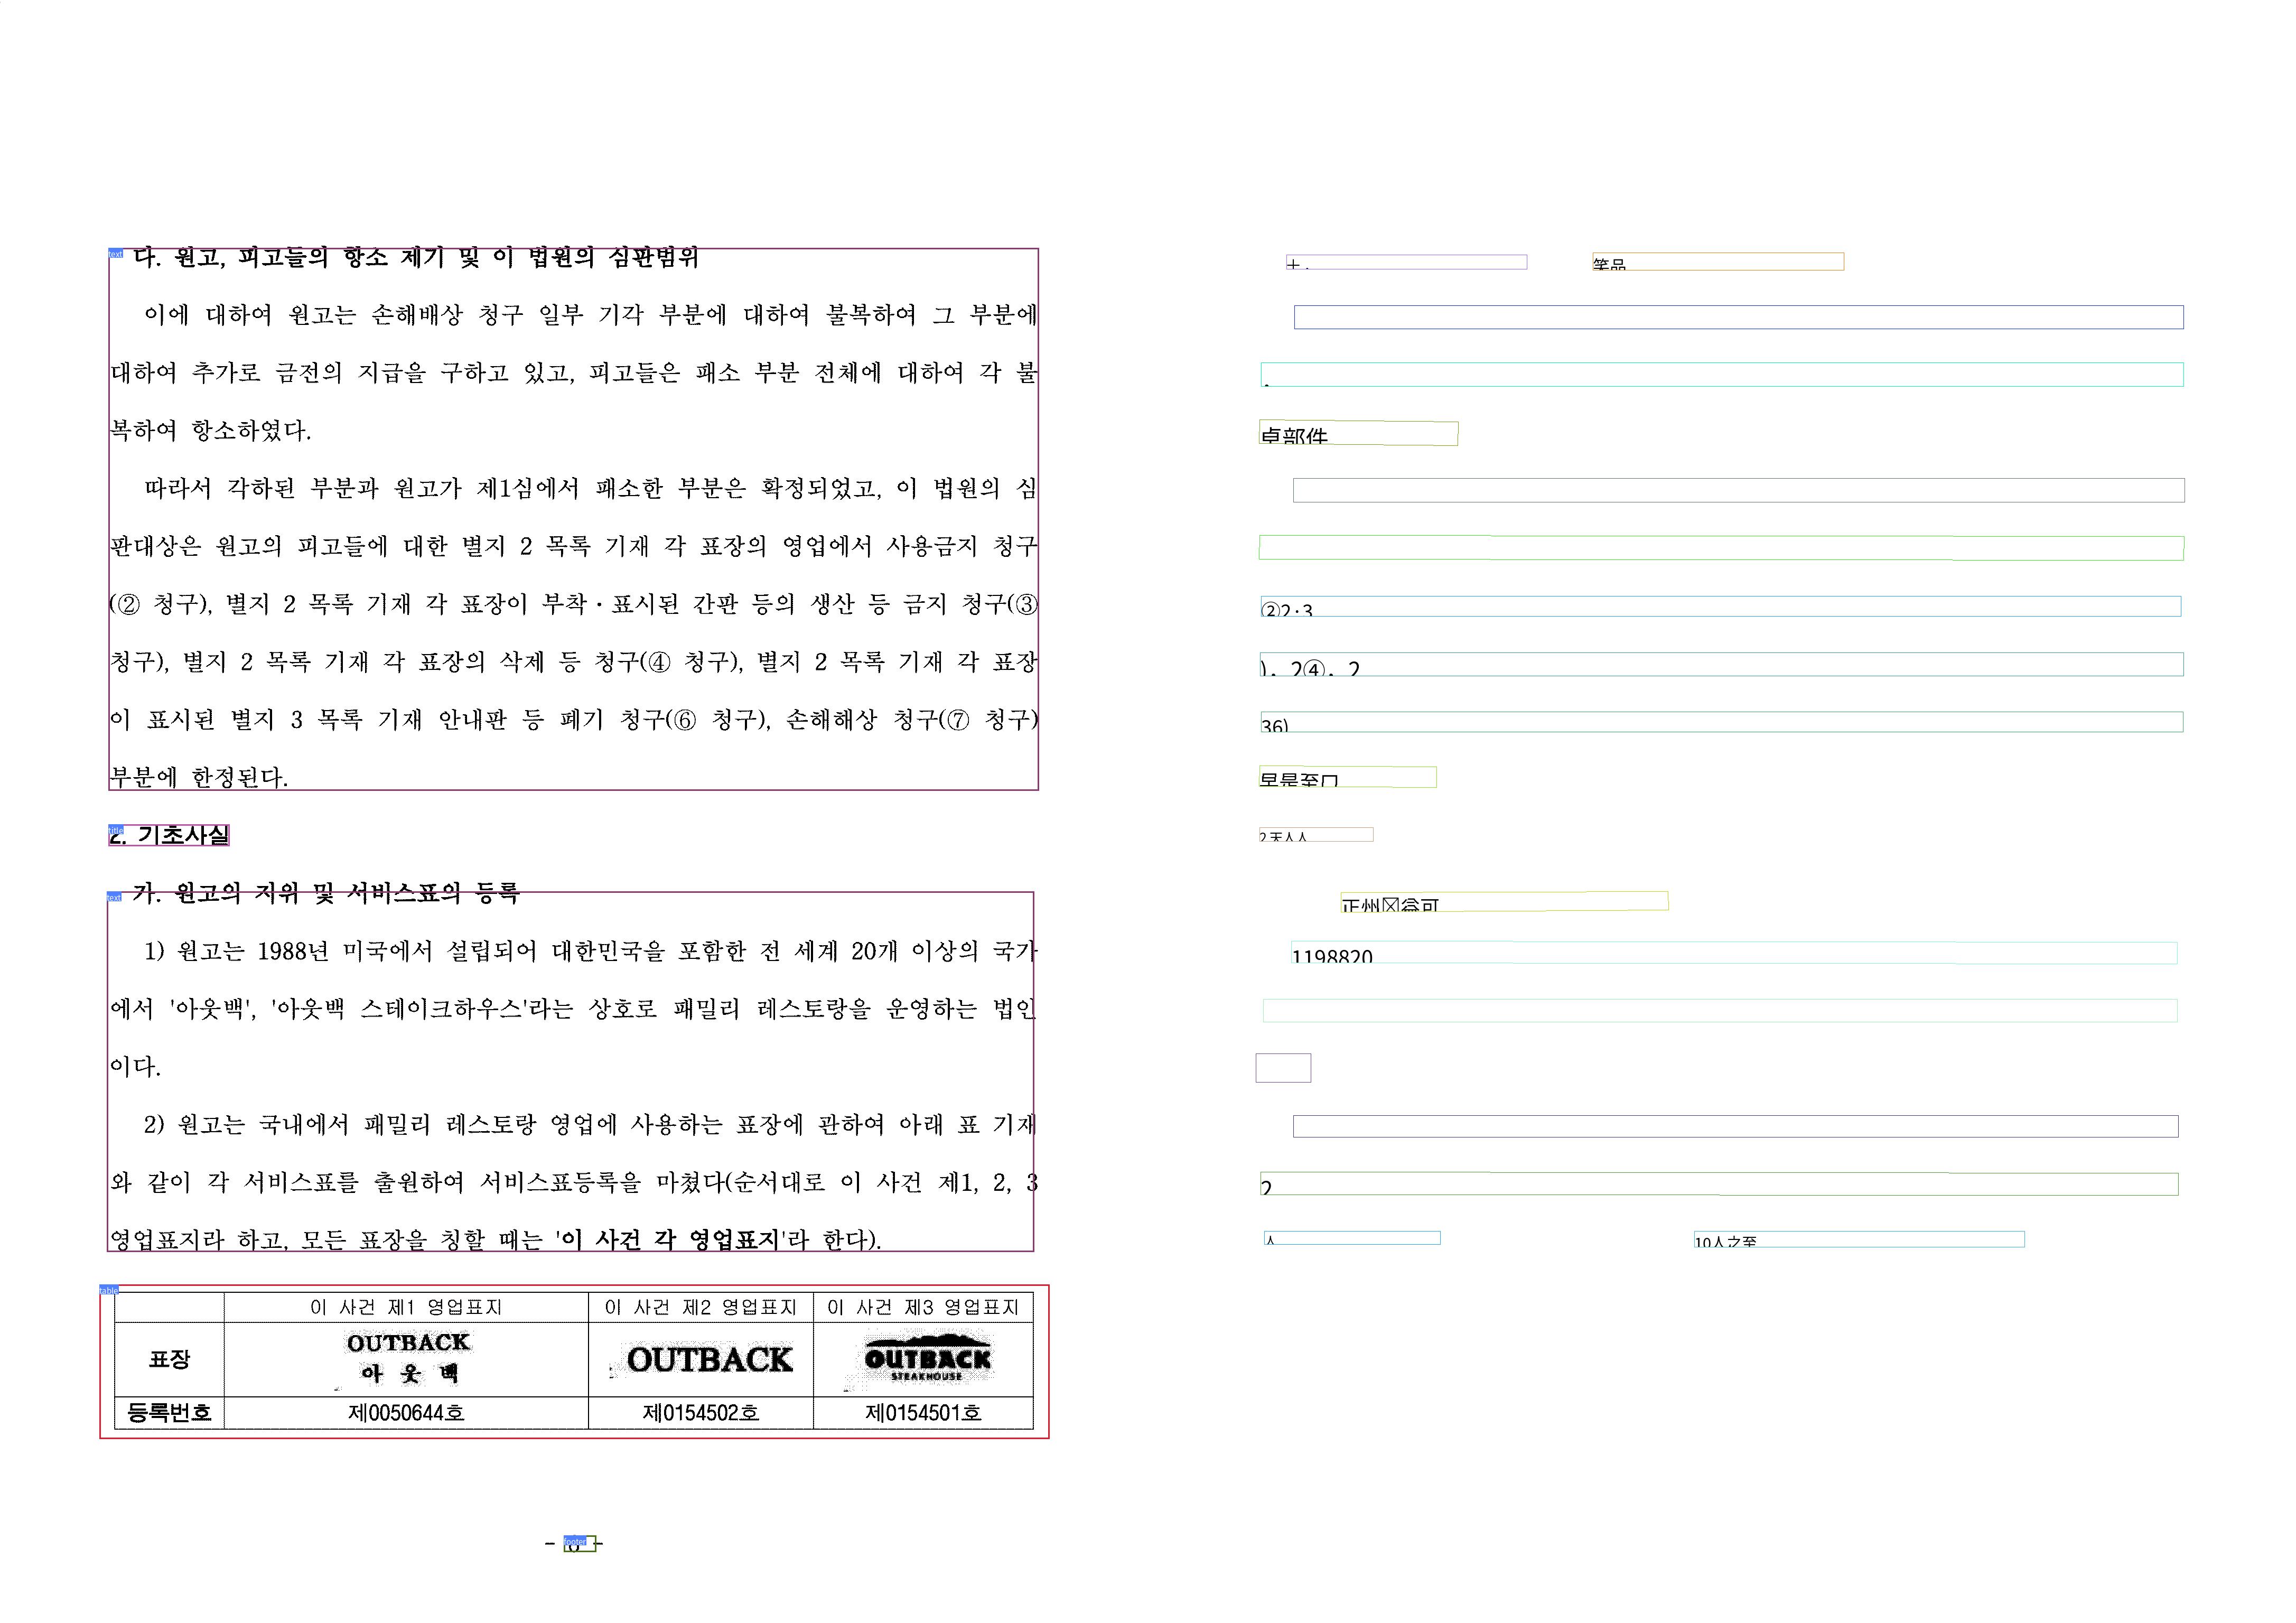 다. 원고, 피고들의 항소 제기 및 이 법원의 심판범위
이에 대하여 원고는 손해배상 청구 일부 기각 부분에 대하여 불복하여 그 부분에
대하여 추가로 금전의 지급을 구하고 있고, 피고들은 패소 부분 전체에 대하여 각 불
복하여 항소하였다.
따라서 각하된 부분과 원고가 제1심에서 패소한 부분은 확정되었고, 이 법원의 심
판대상은 원고의 피고들에 대한 별지 2 목록 기재 각 표장의 영업에서 사용금지 청구
(② 청구), 별지 2 목록 기재 각 표장이 부착·표시된 간판 등의 생산 등 금지 청구(③
청구), 별지 2 목록 기재 각 표장의 삭제 등 청구(④ 청구), 별지 2 목록 기재 각 표장
이 표시된 별지 3 목록 기재 안내판 등 폐기 청구(⑥ 청구), 손해해상 청구(⑦ 청구)
부분에 한정된다.
2. 기초사실
가. 원고의 지위 및 서비스표의 등록
1) 원고는 1988년 미국에서 설립되어 대한민국을 포함한 전 세계 20개 이상의 국가
에서 '아웃백', '아웃백 스테이크하우스'라는 상호로 패밀리 레스토랑을 운영하는 법인
이다.
2) 원고는 국내에서 패밀리 레스토랑 영업에 사용하는 표장에 관하여 아래 표 기재
와 같이 각 서비스표를 출원하여 서비스표등록을 마쳤다(순서대로 이 사건 제1, 2, 3
영업표지라 하고, 모든 표장을 칭할 때는 '이 사건 각 영업표지'라 한다).
이 사건 제1 영업표지 이 사건 제2 영업표지 이 사건 제3 영업표지
표장 OUTBACK 아웃백 OUTBACK OUTBACK STEAKHOUSE
등록번호 제0050644호 제0154502호 제0154501호
text
title
text
table
footer
卓部件
②2·3
), 2④, 2
36)
1198820
2